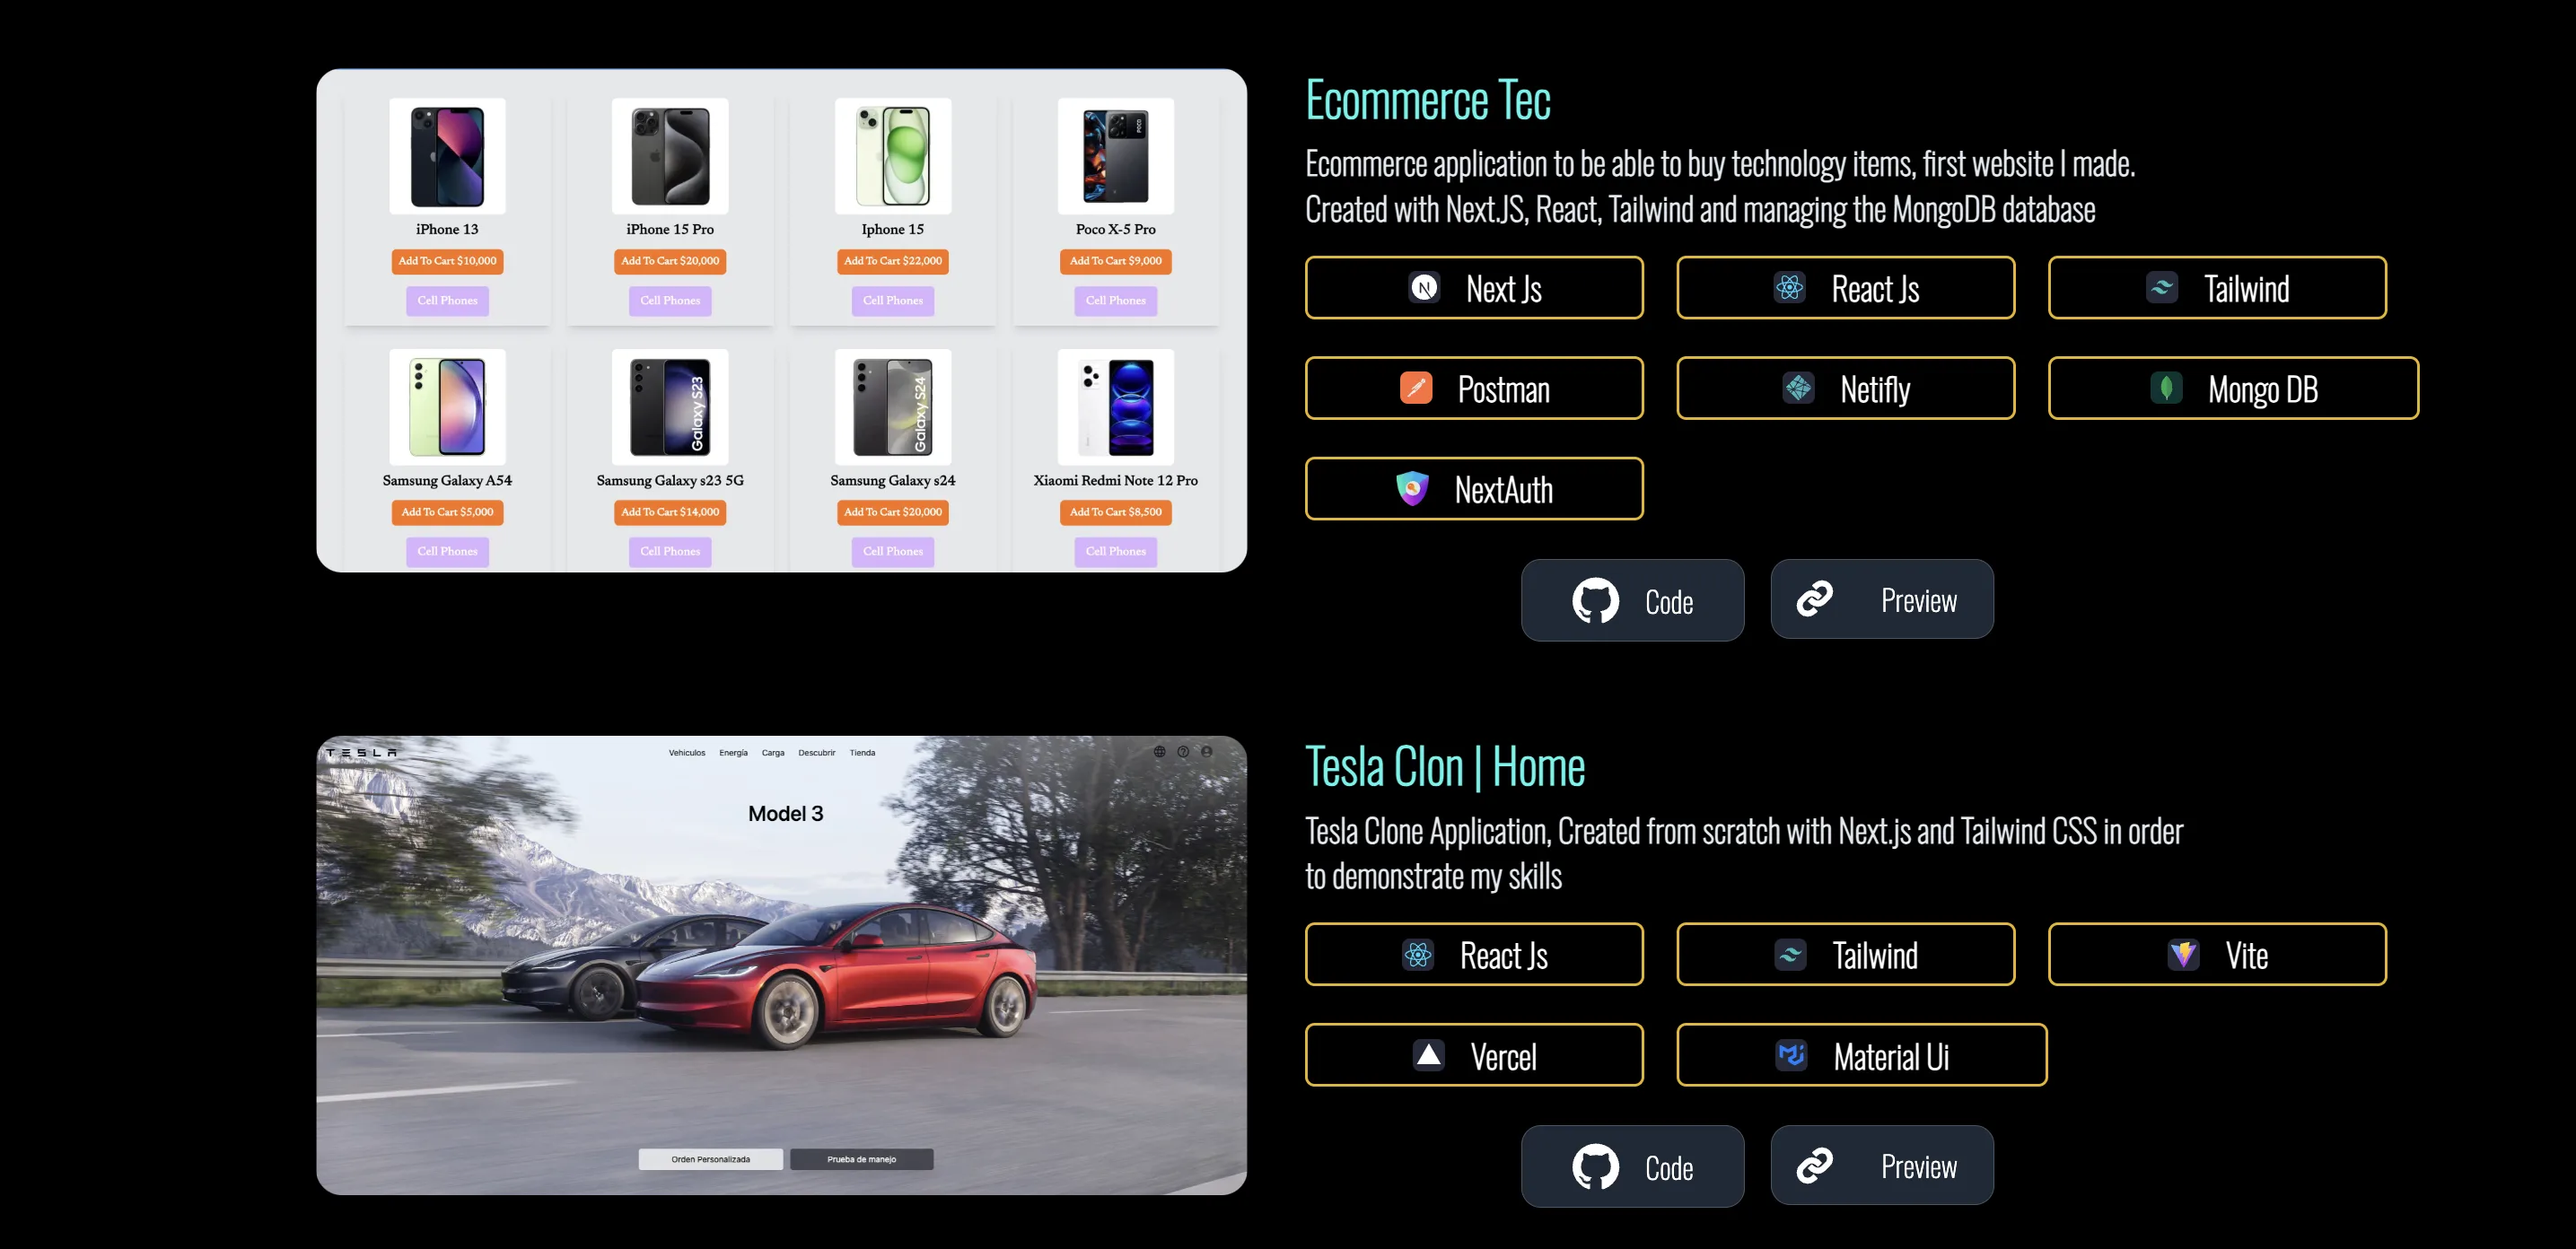 iPhone 13
Add To Cart $10,000
Cell Phones
iPhone 15 Pro
Add To Cart $20,000
Cell Phones
Iphone 15
Add To Cart $22,000
Cell Phones
POCO
Poco X-5 Pro
Add To Cart $9,000
Cell Phones
Samsung Galaxy A54
Add To Cart $5,000
Cell Phones
Galaxy S23
Samsung Galaxy s23 5G
Add To Cart $14,000
Cell Phones
Galaxy S24
Samsung Galaxy s24
Add To Cart $20,000
Cell Phones
Xiaomi Redmi Note 12 Pro
Add To Cart $8,500
Cell Phones
Ecommerce Tec
Ecommerce application to be able to buy technology items, first website I made.
Created with Next.JS, React, Tailwind and managing the MongoDB database
Next Js
React Js
Tailwind
Postman
Netifly
Mongo DB
NextAuth
Code
Preview
TESLA
Vehiculos Energía Carga Descubrir Tienda
Model 3
Orden Personalizada
Prueba de manejo
Tesla Clon | Home
Tesla Clone Application, Created from scratch with Next.js and Tailwind CSS in order
to demonstrate my skills
React Js
Tailwind
Vite
Vercel
Material Ui
Code
Preview